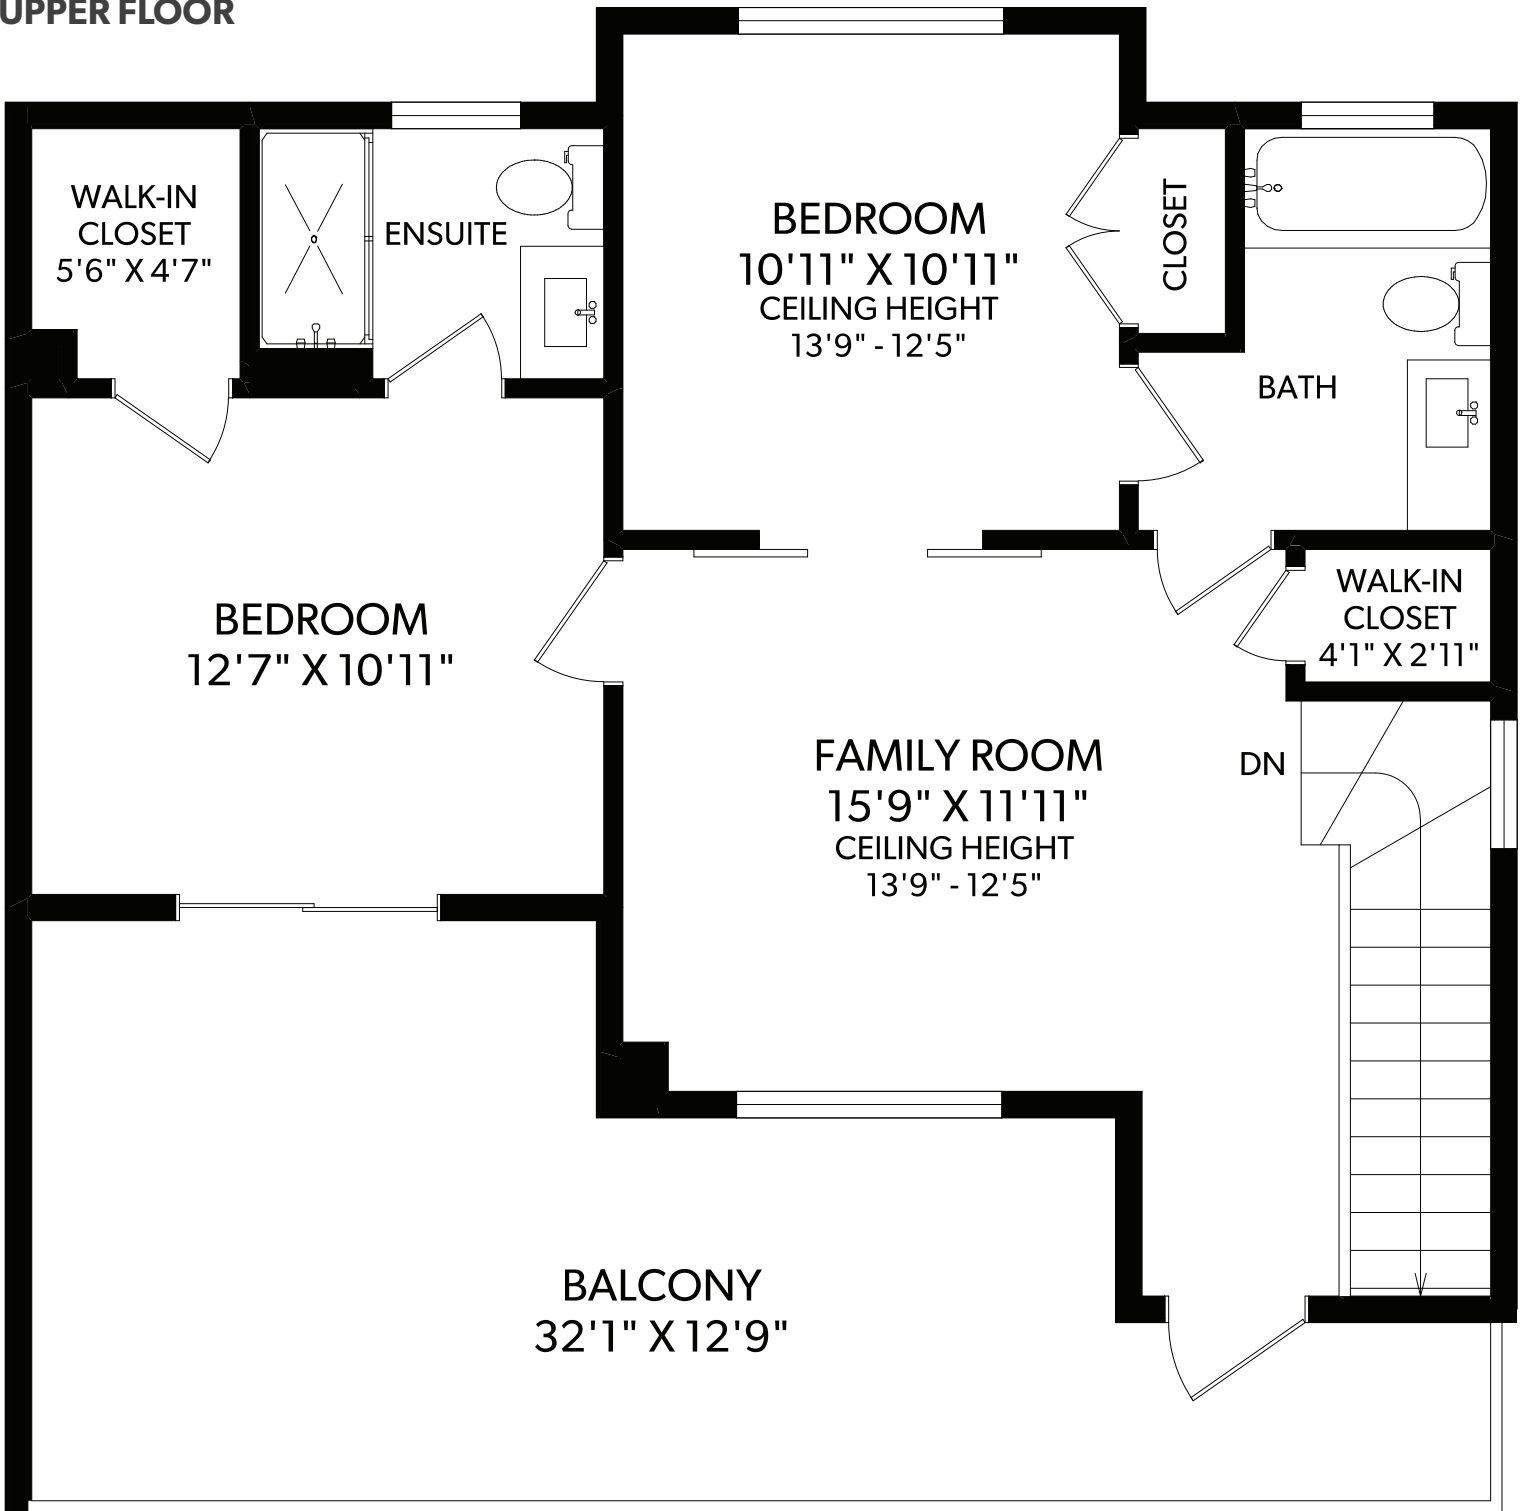 UPPER FLOOR
WALK-IN
CLOSET
5'6" X 4'7"
ENSUITE
BEDROOM
10'11" X 10'11"
CEILING HEIGHT
13'9" - 12'5"
CLOSET
BATH
BEDROOM
12'7" X 10'11"
WALK-IN
CLOSET
4'1" X 2'11"
FAMILY ROOM
15'9" X 11'11"
CEILING HEIGHT
13'9" - 12'5"
DN
BALCONY
32'1" X 12'9"